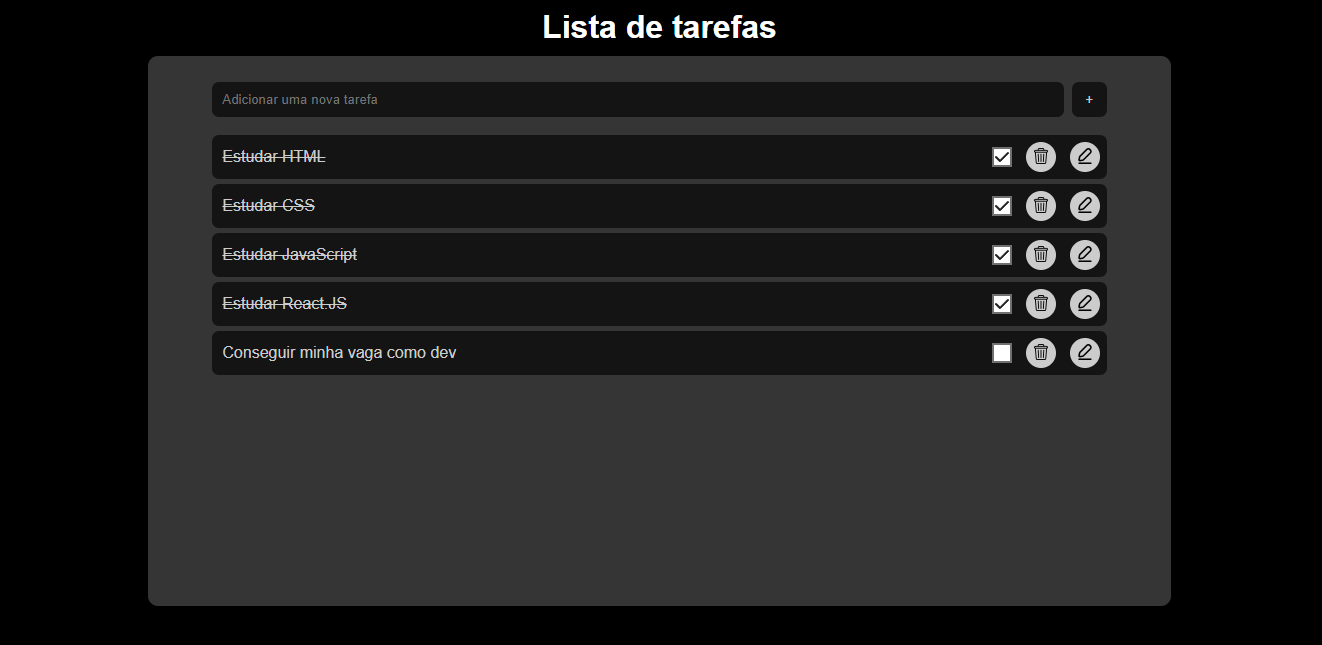 Lista de tarefas
Adicionar uma nova tarefa +
Estudar HTML
Estudar CSS
Estudar JavaScript
Estudar React.JS
Conseguir minha vaga como dev